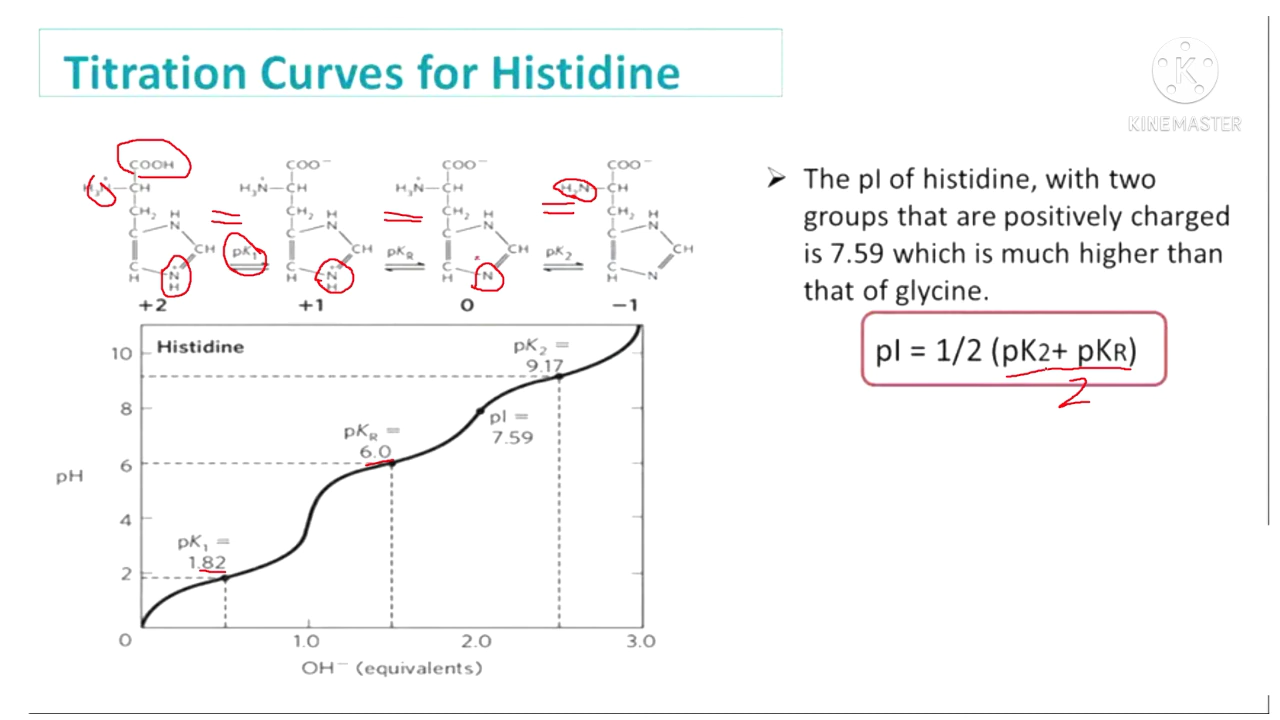 Titration Curves for Histidine
K
KINEMASTER
COOH COO⁻ COO⁻ COO⁻
H₃N⁺—CH H₃N⁺—CH H₃N⁺—CH H₂N—CH
CH₂ H CH₂ H CH₂ H CH₂ H
C N C N C N C N
CH pK₁ CH pKR CH pK₂ CH
C N⁺ C N⁺ C N C N
H H H H H H
+2 +1 0 −1
The pI of histidine, with two
groups that are positively charged
is 7.59 which is much higher than
that of glycine.
pI = 1/2 (pK2+ pKR)
2
Histidine
pK₂ =
9.17
pI =
7.59
pKR =
6.0
pK₁ =
1.82
pH
10
8
6
4
2
0 1.0 2.0 3.0
OH⁻ (equivalents)